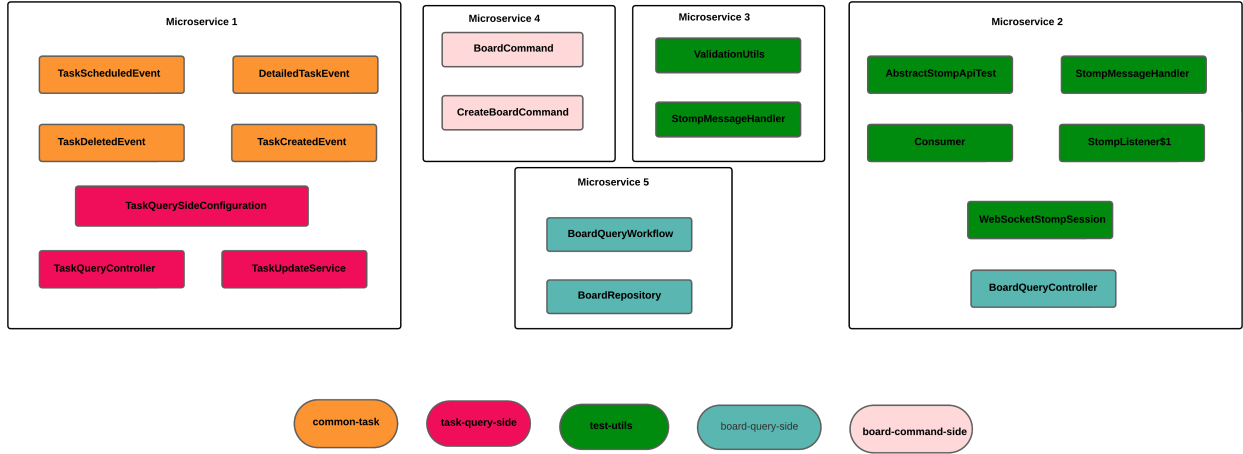 Microservice 1
TaskScheduledEvent
DetailedTaskEvent
TaskDeletedEvent
TaskCreatedEvent
TaskQuerySideConfiguration
TaskQueryController
TaskUpdateService
Microservice 4
BoardCommand
CreateBoardCommand
Microservice 3
ValidationUtils
StompMessageHandler
Microservice 5
BoardQueryWorkflow
BoardRepository
Microservice 2
AbstractStompApiTest
StompMessageHandler
Consumer
StompListener$1
WebSocketStompSession
BoardQueryController
common-task
task-query-side
test-utils
board-query-side
board-command-side